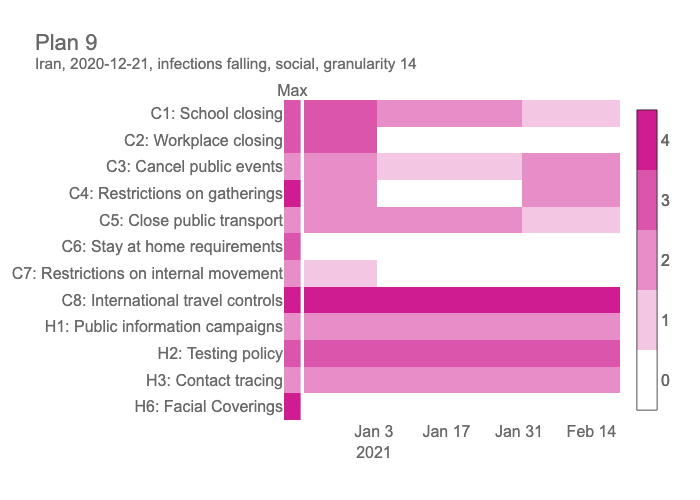 Plan 9
Iran, 2020-12-21, infections falling, social, granularity 14
Max
C1: School closing
C2: Workplace closing
C3: Cancel public events
C4: Restrictions on gatherings
C5: Close public transport
C6: Stay at home requirements
C7: Restrictions on internal movement
C8: International travel controls
H1: Public information campaigns
H2: Testing policy
H3: Contact tracing
H6: Facial Coverings
4
3
2
1
0
Jan 3 Jan 17 Jan 31 Feb 14
2021